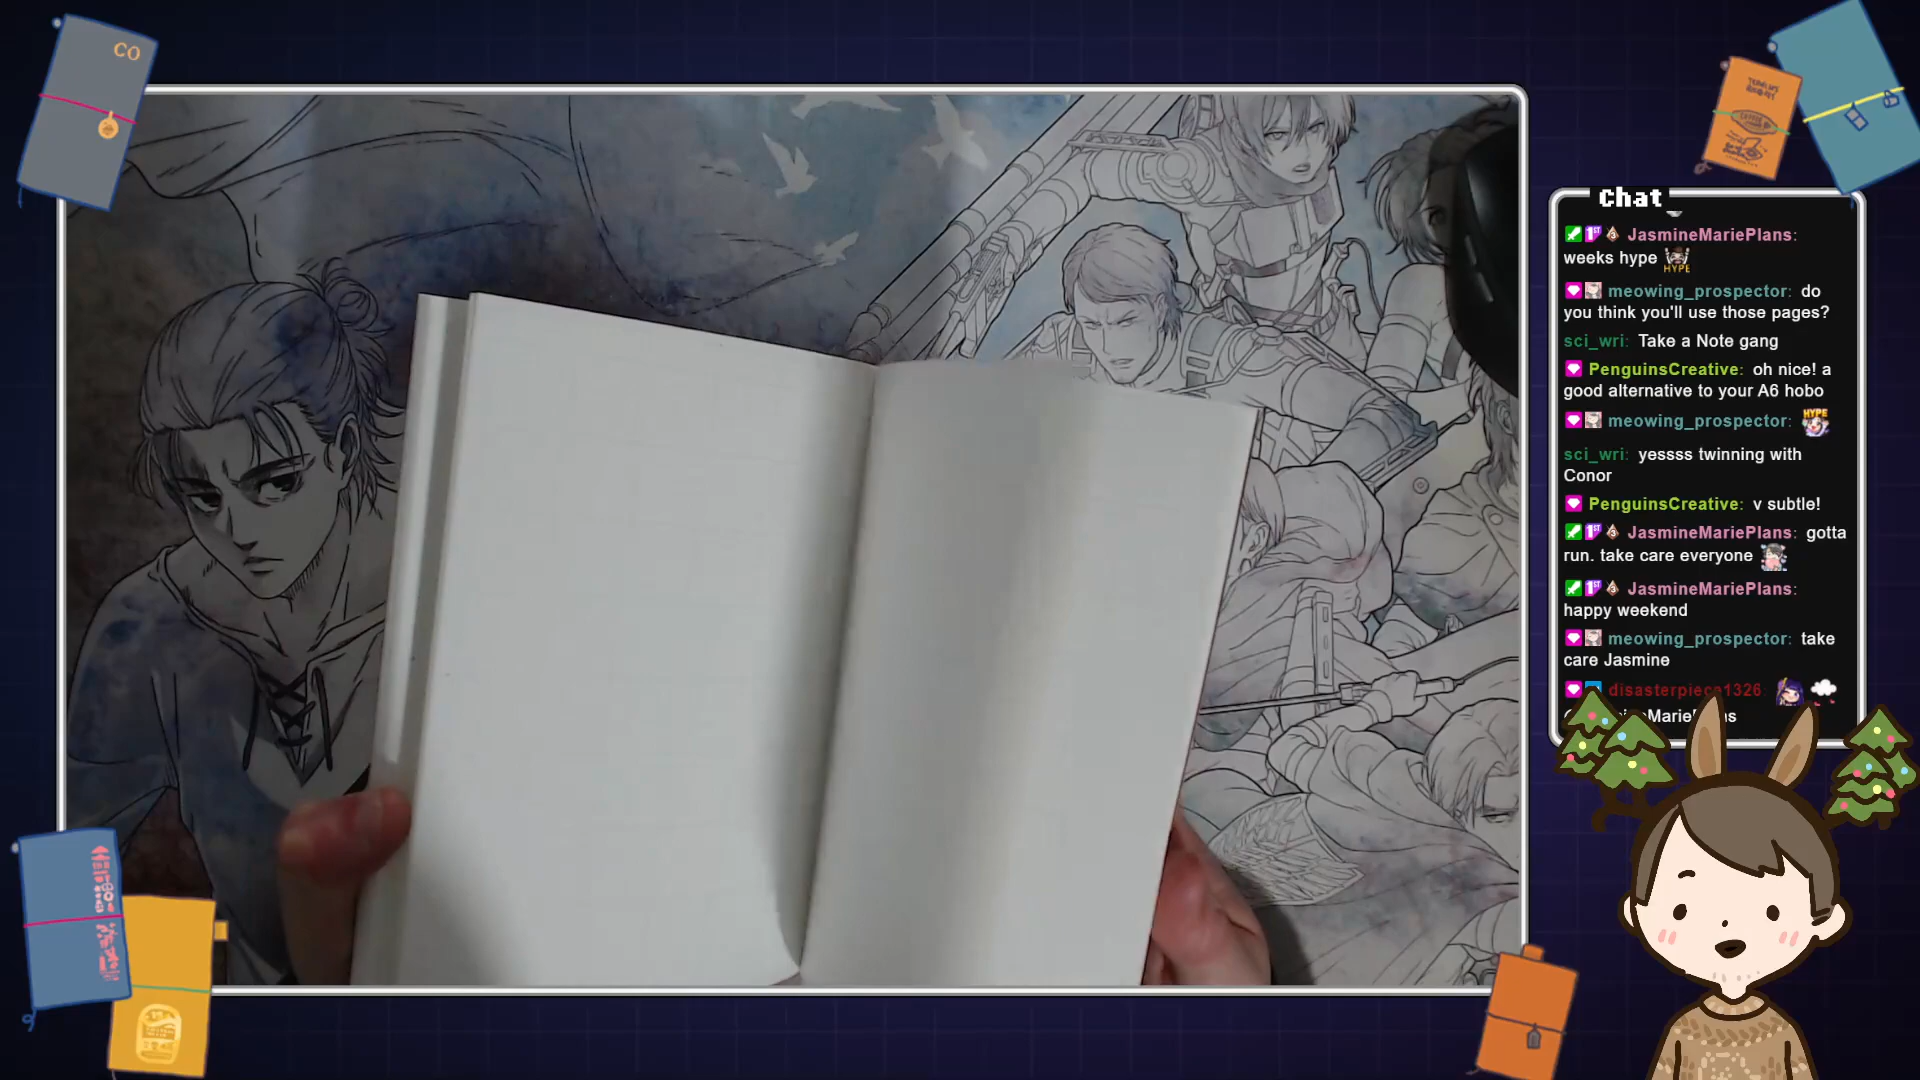 CO
Chat
JasmineMariePlans:
weeks hype HYPE
meowing_prospector: do
you think you'll use those pages?
sci_wri: Take a Note gang
PenguinsCreative: oh nice! a
good alternative to your A6 hobo
meowing_prospector: HYPE
sci_wri: yessss twinning with
Conor
PenguinsCreative: v subtle!
JasmineMariePlans: gotta
run. take care everyone
JasmineMariePlans:
happy weekend
meowing_prospector: take
care Jasmine
disasterpiece1326: